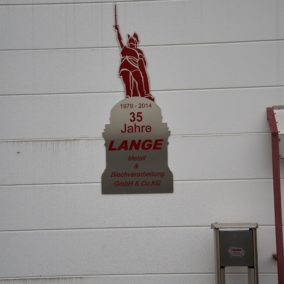 1979 - 2014
35
Jahre
LANGE
Metall
&
Blechverarbeitung
GmbH & Co.KG